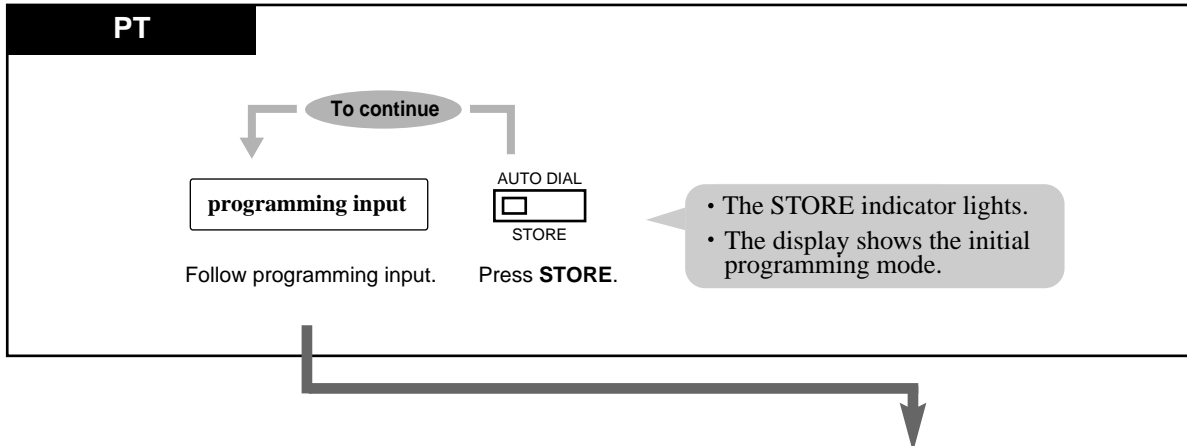 PT
To continue
programming input
AUTO DIAL
STORE
Follow programming input.
Press STORE.
• The STORE indicator lights.
• The display shows the initial
programming mode.